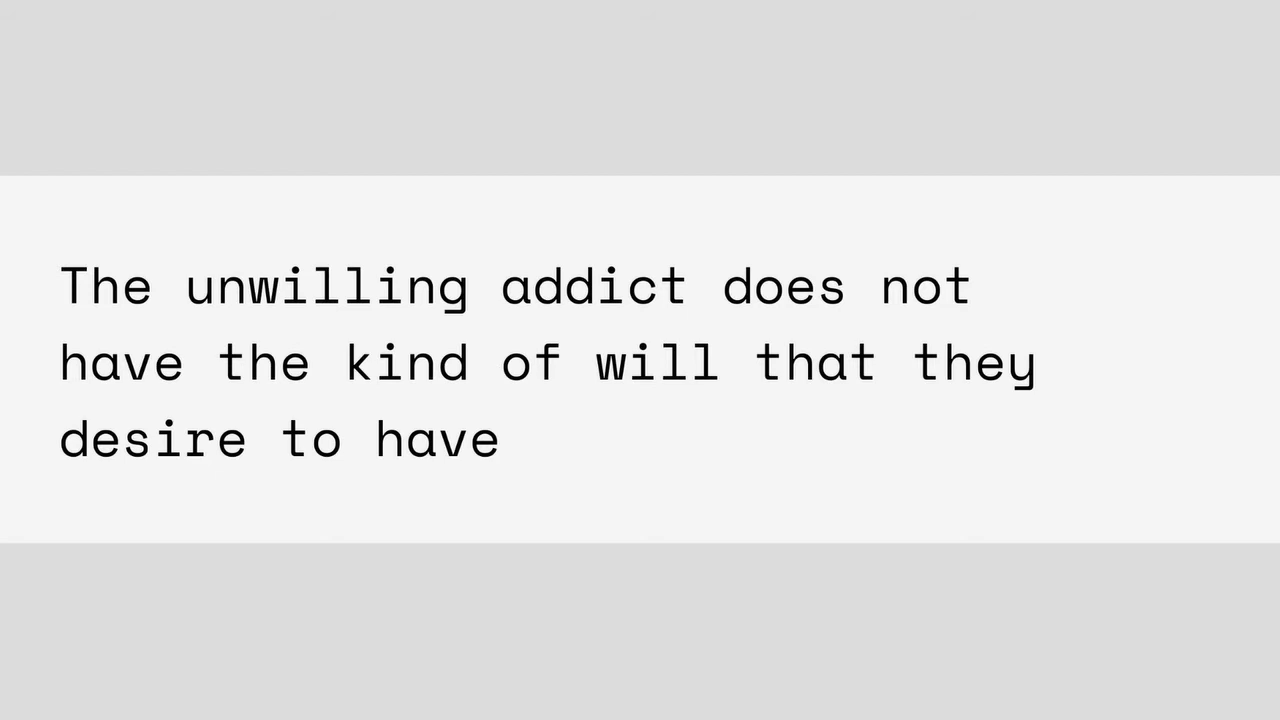 The unwilling addict does not
have the kind of will that they
desire to have